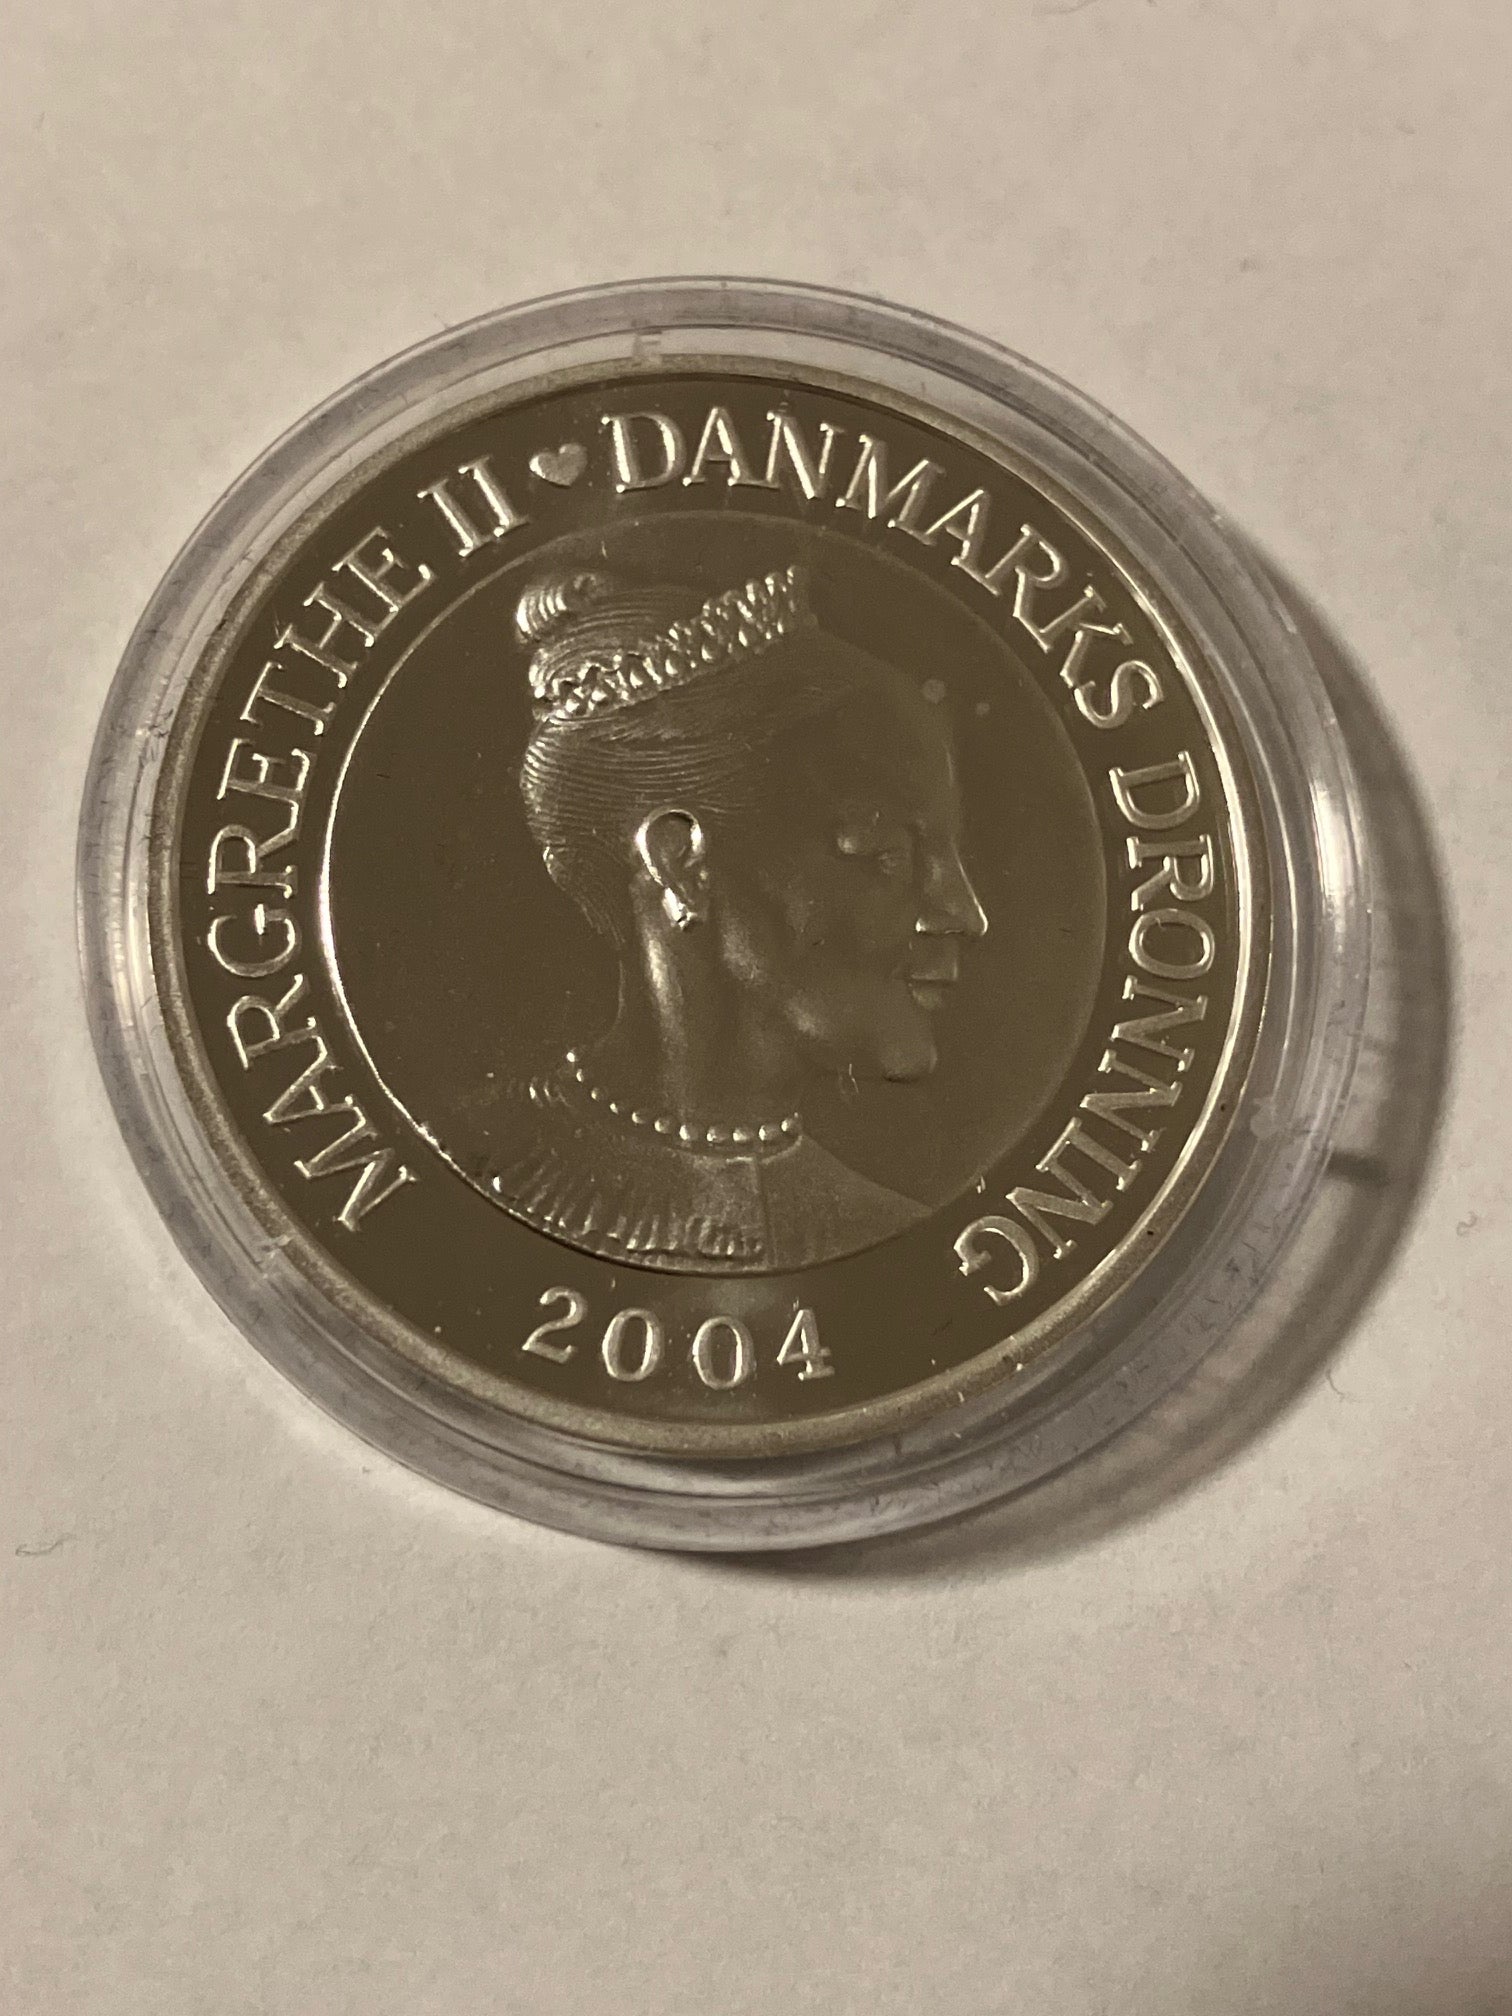 MARGRETHE II ♥ DANMARKS DRONNING
2004